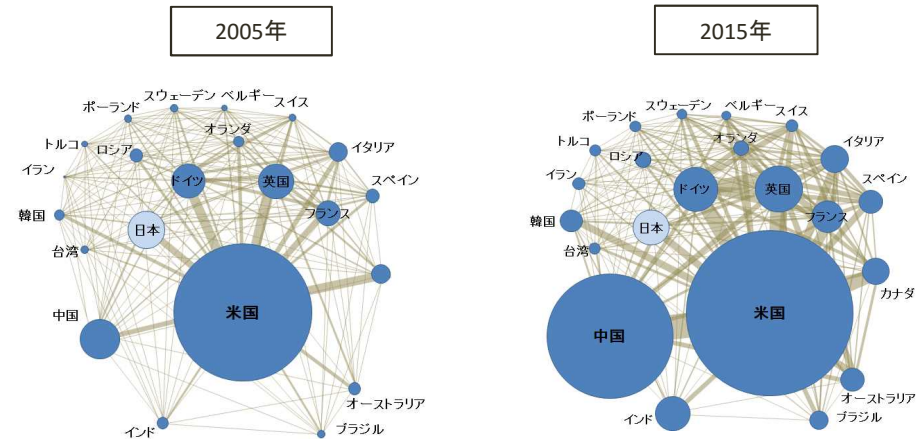 2005年
スウェーデン ベルギー
スイス
ポーランド
オランダ
トルコ
ロシア
イタリア
イラン
ドイツ
英国
スペイン
韓国
日本
フランス
台湾
米国
中国
オーストラリア
インド
ブラジル
2015年
スウェーデン
ベルギー
スイス
ポーランド
オランダ
トルコ
ロシア
イタリア
イラン
ドイツ
英国
スペイン
韓国
日本
フランス
台湾
カナダ
米国
中国
オーストラリア
インド
ブラジル